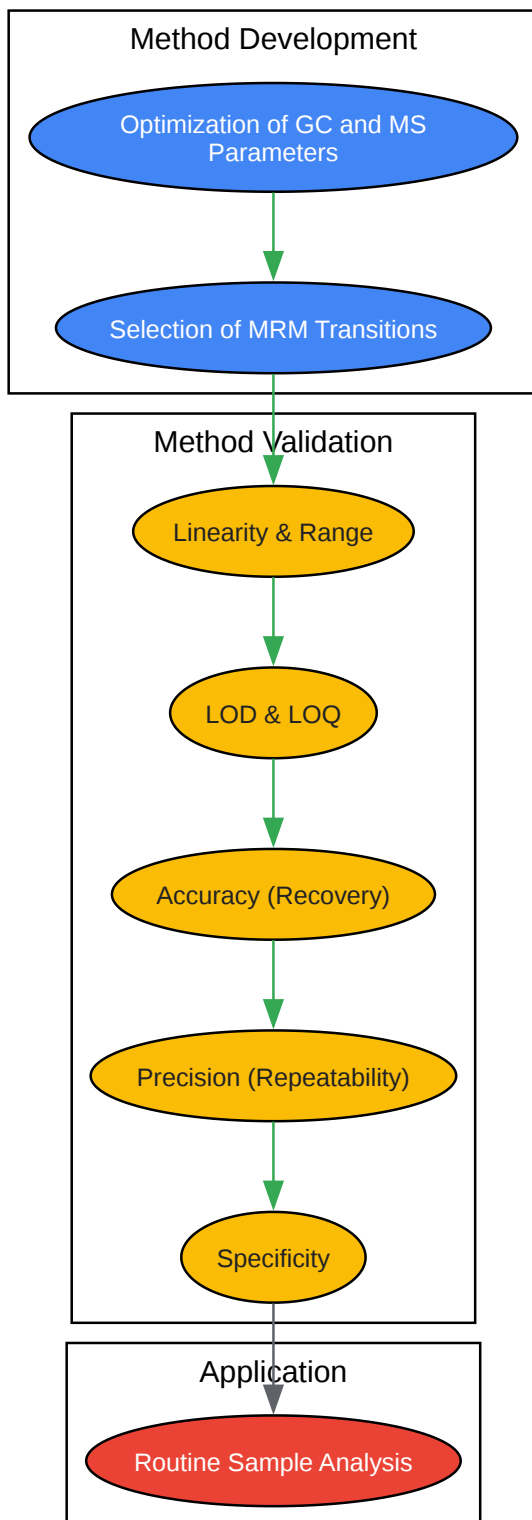 Method Development
Optimization of GC and MS
Parameters
Selection of MRM Transitions
Method Validation
Linearity & Range
LOD & LOQ
Accuracy (Recovery)
Precision (Repeatability)
Specificity
Application
Routine Sample Analysis